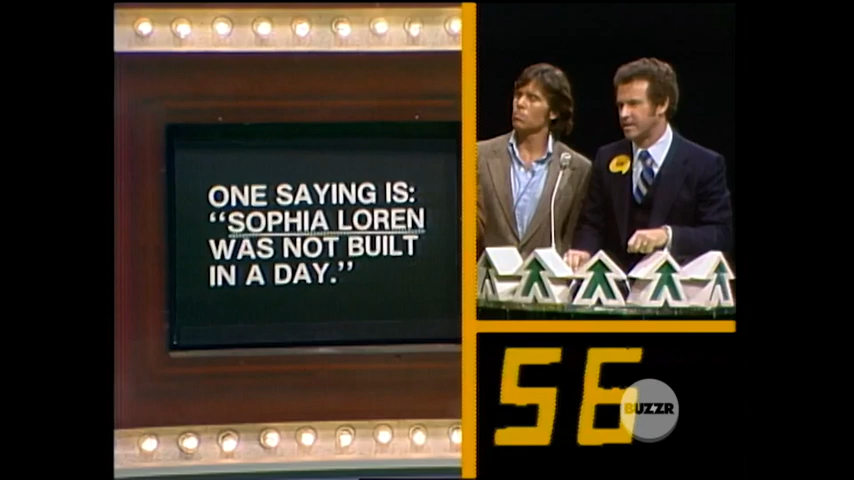 ONE SAYING IS:
“SOPHIA LOREN
WAS NOT BUILT
IN A DAY.”
56
BUZZR